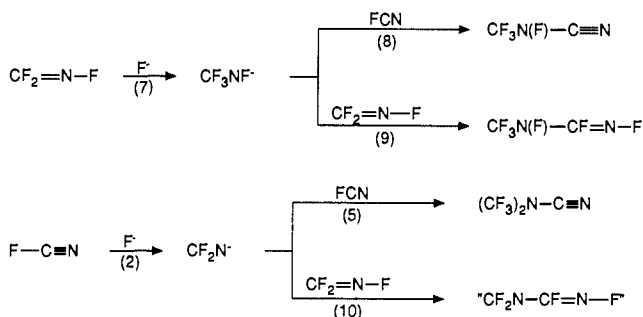 FCN
(8)
CF₃N(F)—C≡N
CF₂=N—F
F⁻
(7)
CF₃NF⁻
CF₂=N—F
(9)
CF₃N(F)—CF=N—F
FCN
(5)
(CF₃)₂N—C≡N
F—C≡N
F⁻
(2)
CF₂N⁻
CF₂=N—F
(10)
"CF₂N—CF=N—F"